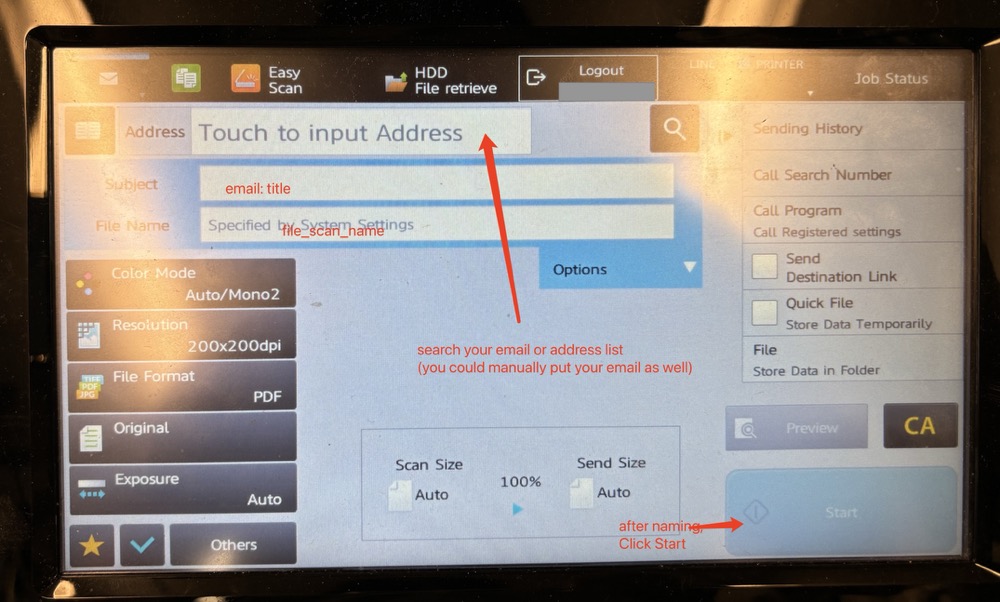 Easy
Scan
HDD
File retrieve
Logout
LINE
PRINTER
Job Status
Address
Touch to input Address
Subject
email: title
File Name
Specified by System Settings
file_scan_name
Options
Sending History
Call Search Number
Call Program
Call Registered settings
Send
Destination Link
Quick File
Store Data Temporarily
File
Store Data in Folder
Color Mode
Auto/Mono2
Resolution
200x200dpi
TIFF
PDF
JPG
File Format
PDF
Original
Exposure
Auto
Others
search your email or address list
(you could manually put your email as well)
Scan Size
Auto
100%
Send Size
Auto
Preview
CA
after naming,
Click Start
Start